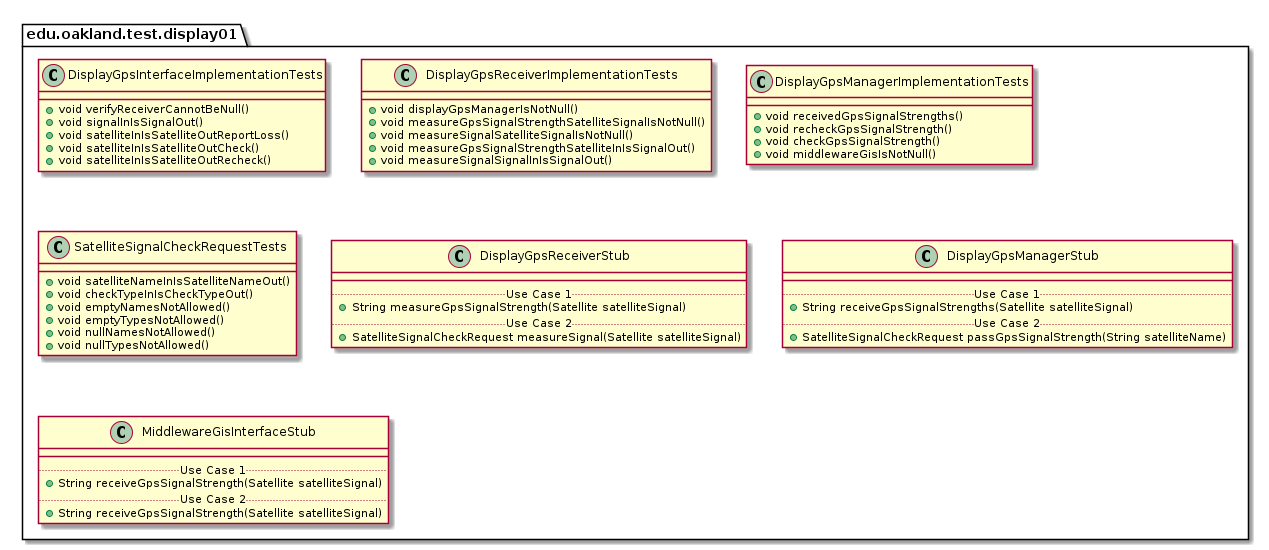 edu.oakland.test.display01
C DisplayGpsInterfaceImplementationTests
void verifyReceiverCannotBeNull()
void signalInIsSignalOut()
void satelliteInIsSatelliteOutReportLoss()
void satelliteInIsSatelliteOutCheck()
void satelliteInIsSatelliteOutRecheck()
C DisplayGpsReceiverImplementationTests
void displayGpsManagerIsNotNull()
void measureGpsSignalStrengthSatelliteSignalIsNotNull()
void measureSignalSatelliteSignalIsNotNull()
void measureGpsSignalStrengthSatelliteInIsSignalOut()
void measureSignalSignalInIsSignalOut()
C DisplayGpsManagerImplementationTests
void receivedGpsSignalStrengths()
void recheckGpsSignalStrength()
void checkGpsSignalStrength()
void middlewareGisIsNotNull()
C SatelliteSignalCheckRequestTests
void satelliteNameInIsSatelliteNameOut()
void checkTypeInIsCheckTypeOut()
void emptyNamesNotAllowed()
void emptyTypesNotAllowed()
void nullNamesNotAllowed()
void nullTypesNotAllowed()
C DisplayGpsReceiverStub
Use Case 1
String measureGpsSignalStrength(Satellite satelliteSignal)
Use Case 2
SatelliteSignalCheckRequest measureSignal(Satellite satelliteSignal)
C DisplayGpsManagerStub
Use Case 1
String receiveGpsSignalStrengths(Satellite satelliteSignal)
Use Case 2
SatelliteSignalCheckRequest passGpsSignalStrength(String satelliteName)
C MiddlewareGisInterfaceStub
Use Case 1
String receiveGpsSignalStrength(Satellite satelliteSignal)
Use Case 2
String receiveGpsSignalStrength(Satellite satelliteSignal)